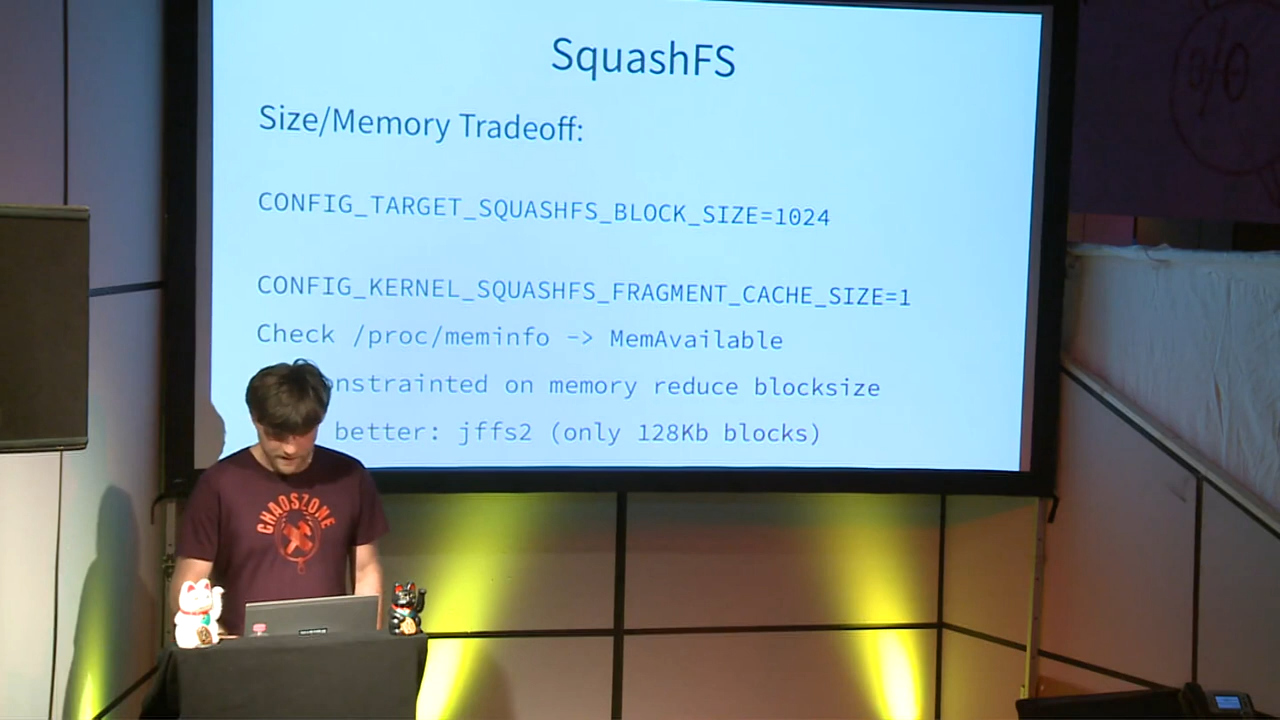 SquashFS
Size/Memory Tradeoff:
CONFIG_TARGET_SQUASHFS_BLOCK_SIZE=1024
CONFIG_KERNEL_SQUASHFS_FRAGMENT_CACHE_SIZE=1
Check /proc/meminfo -> MemAvailable
nstrainted on memory reduce blocksize
better: jffs2 (only 128Kb blocks)
CHAOSZONE